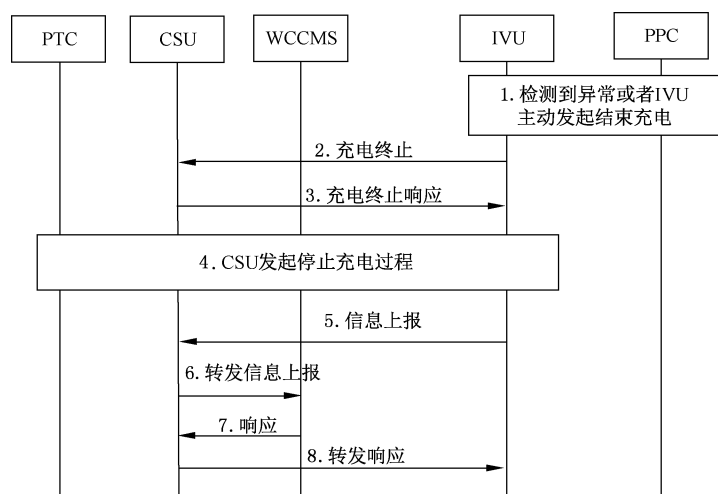 PTC
CSU
WCCMS
IVU
PPC
1.检测到异常或者IVU
主动发起结束充电
2.充电终止
3.充电终止响应
4.CSU发起停止充电过程
5.信息上报
6.转发信息上报
7.响应
8.转发响应